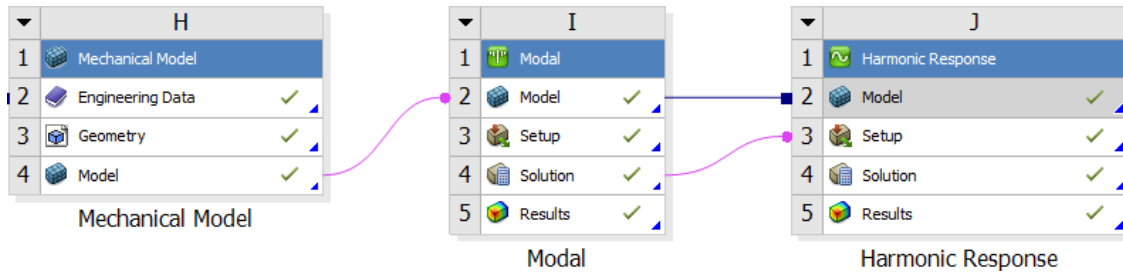 H
1 Mechanical Model
2 Engineering Data
3 Geometry
4 Model
Mechanical Model
I
1 Modal
2 Model
3 Setup
4 Solution
5 Results
Modal
J
1 Harmonic Response
2 Model
3 Setup
4 Solution
5 Results
Harmonic Response